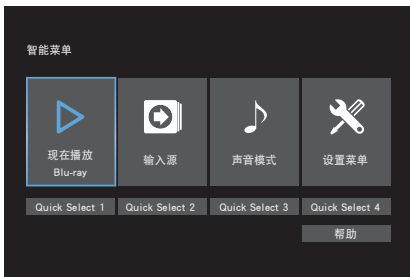 智能菜单
现在播放
Blu-ray
输入源
声音模式
设置菜单
Quick Select 1
Quick Select 2
Quick Select 3
Quick Select 4
帮助